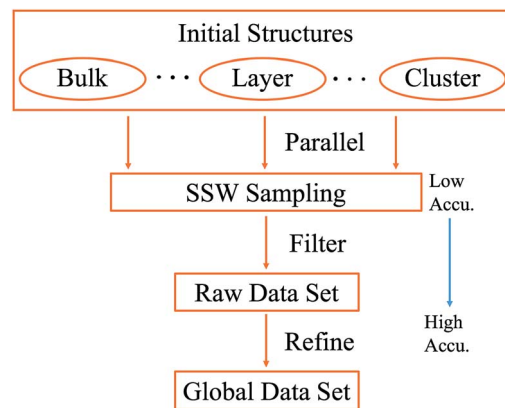 Initial Structures
Bulk ··· Layer ··· Cluster
Parallel
SSW Sampling
Low
Accu.
Filter
Raw Data Set
High
Accu.
Refine
Global Data Set